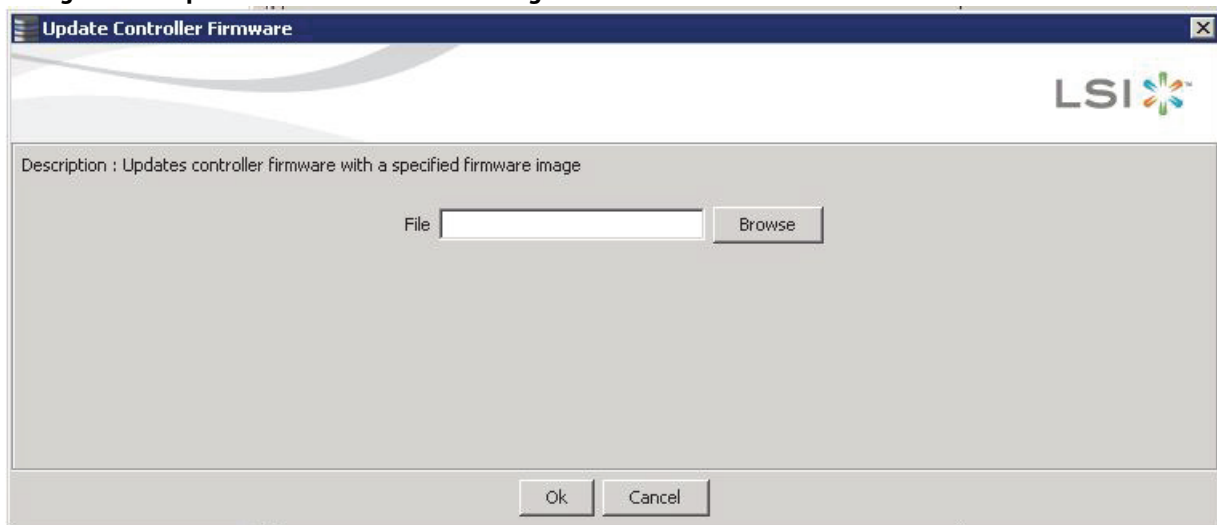 Update Controller Firmware
LSI
Description : Updates controller firmware with a specified firmware image
File
Browse
Ok
Cancel